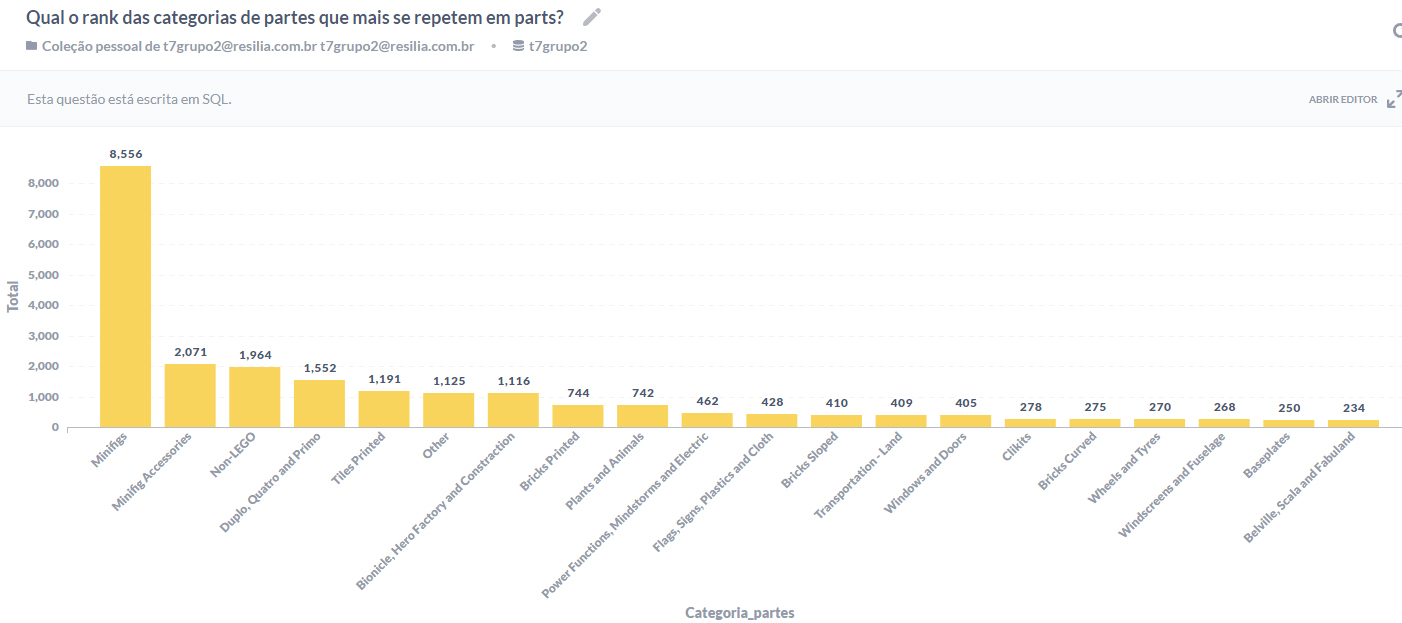 Qual o rank das categorias de partes que mais se repetem em parts?
Coleção pessoal de t7grupo2@resilia.com.br t7grupo2@resilia.com.br • t7grupo2
Esta questão está escrita em SQL.
ABRIR EDITOR
8,556
8,000
7,000
6,000
5,000
4,000
3,000
2,000
1,000
0
Total
2,071
1,964
1,552
1,191
1,125
1,116
744
742
462
428
410
409
405
278
275
270
268
250
234
Minifigs
Minifig Accessories
Non-LEGO
Duplo, Quatro and Primo
Tiles Printed
Other
Bionicle, Hero Factory and Constraction
Bricks Printed
Plants and Animals
Power Functions, Mindstorms and Electric
Flags, Signs, Plastics and Cloth
Bricks Sloped
Transportation - Land
Windows and Doors
Clikits
Bricks Curved
Wheels and Tyres
Windscreens and Fuselage
Baseplates
Belville, Scala and Fabuland
Categoria_partes